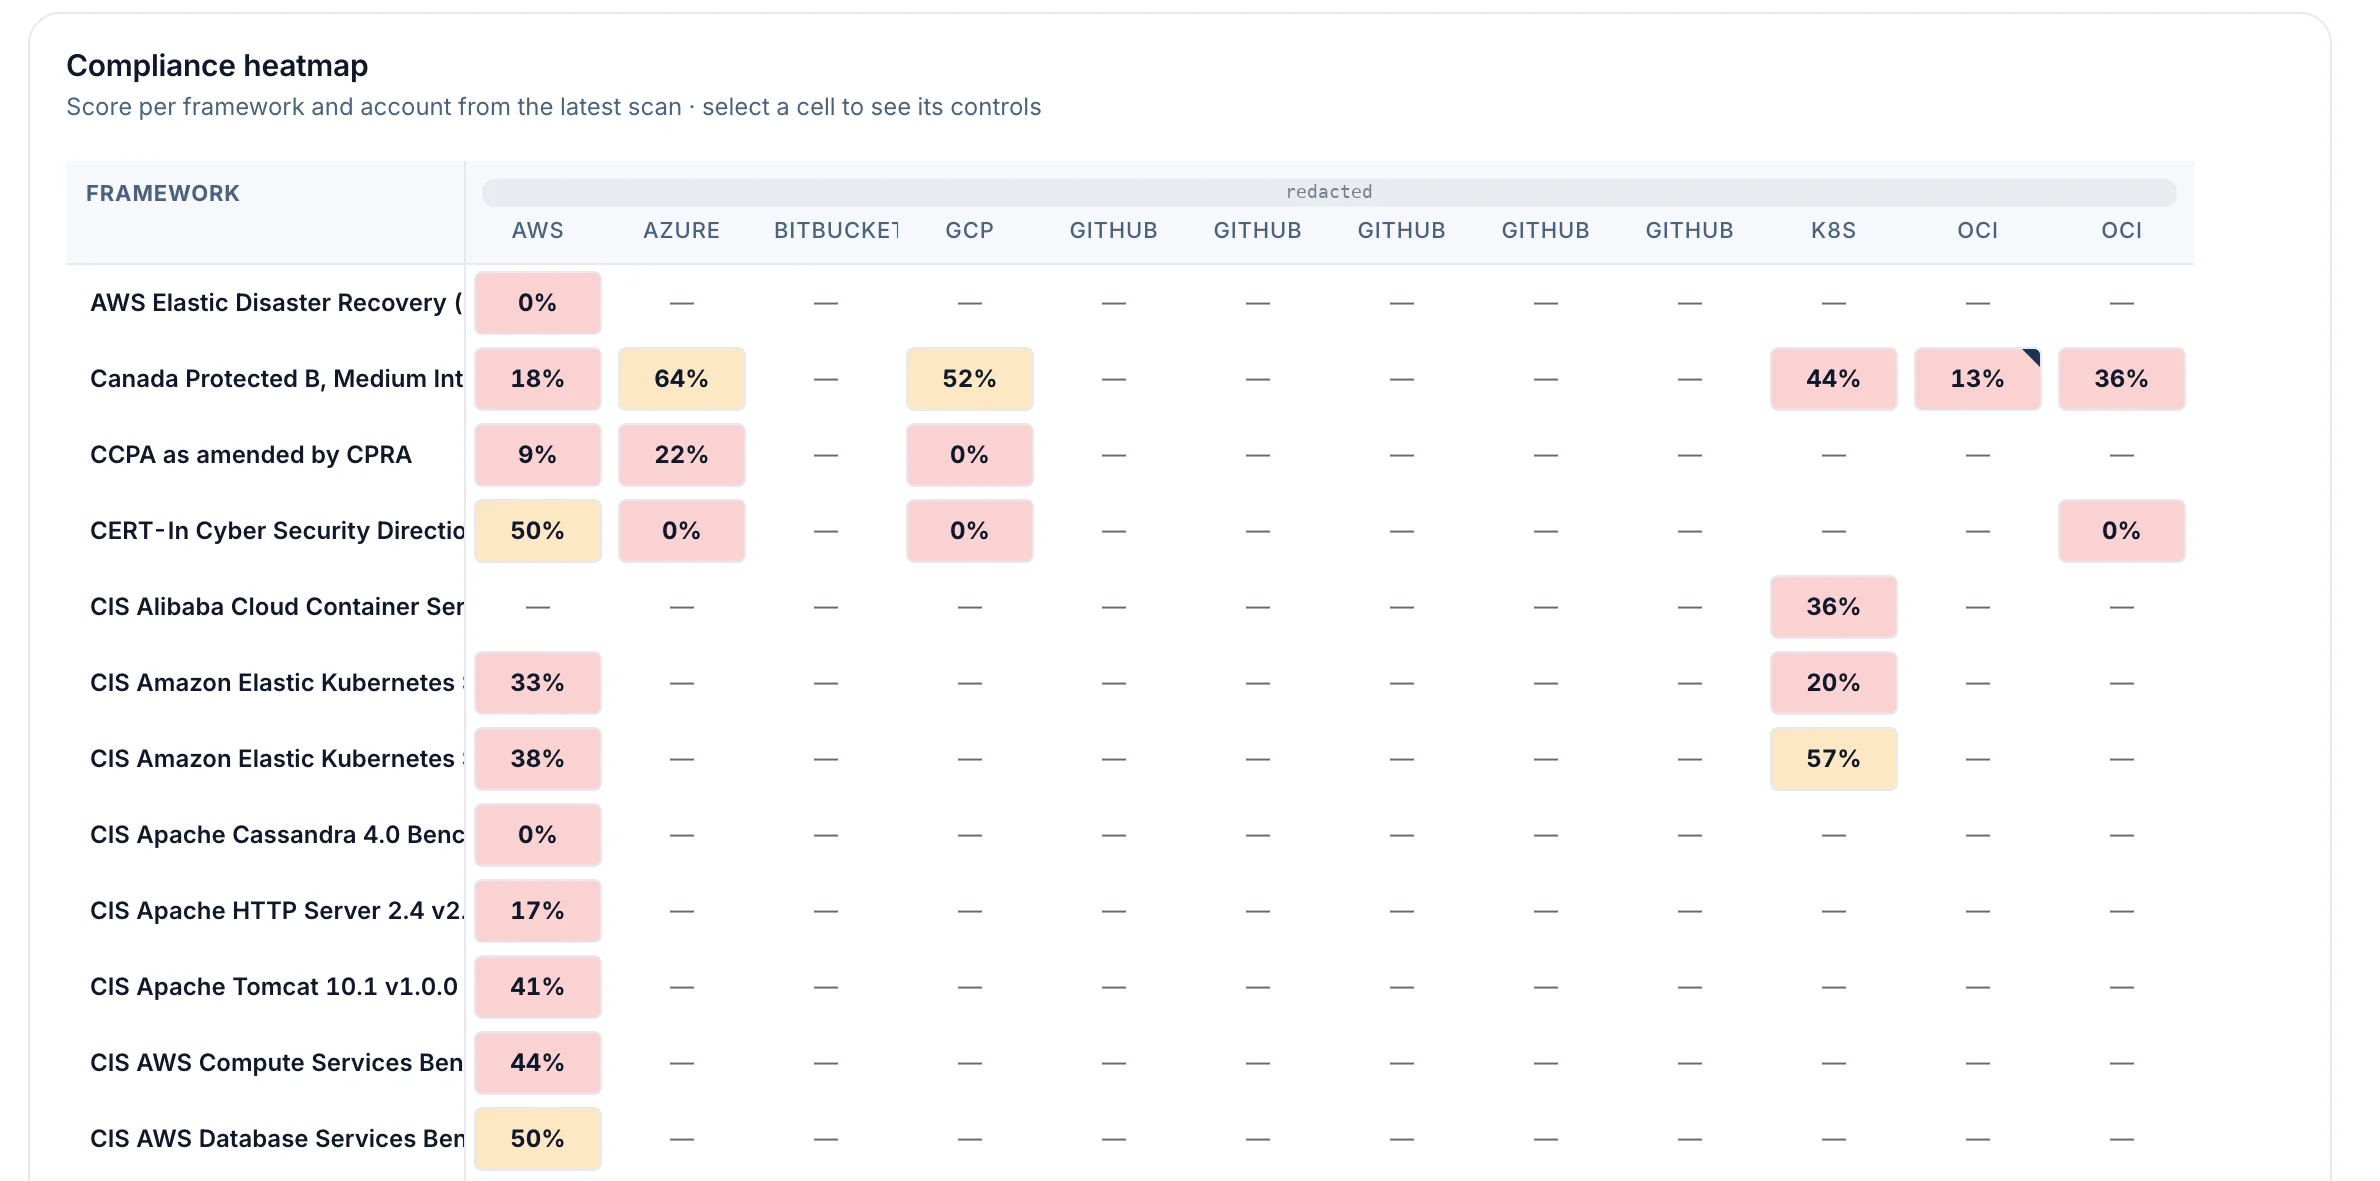 Compliance heatmap
Score per framework and account from the latest scan · select a cell to see its controls
FRAMEWORK
redacted
AWS AZURE BITBUCKET GCP GITHUB GITHUB GITHUB GITHUB GITHUB K8S OCI OCI
AWS Elastic Disaster Recovery ( 0% — — — — — — — — — — —
Canada Protected B, Medium Int 18% 64% — 52% — — — — — 44% 13% 36%
CCPA as amended by CPRA 9% 22% — 0% — — — — — — — —
CERT-In Cyber Security Directio 50% 0% — 0% — — — — — — — 0%
CIS Alibaba Cloud Container Ser — — — — — — — — — 36% — —
CIS Amazon Elastic Kubernetes 33% — — — — — — — — 20% — —
CIS Amazon Elastic Kubernetes 38% — — — — — — — — 57% — —
CIS Apache Cassandra 4.0 Benc 0% — — — — — — — — — — —
CIS Apache HTTP Server 2.4 v2. 17% — — — — — — — — — — —
CIS Apache Tomcat 10.1 v1.0.0 41% — — — — — — — — — — —
CIS AWS Compute Services Ben 44% — — — — — — — — — — —
CIS AWS Database Services Ben 50% — — — — — — — — — — —